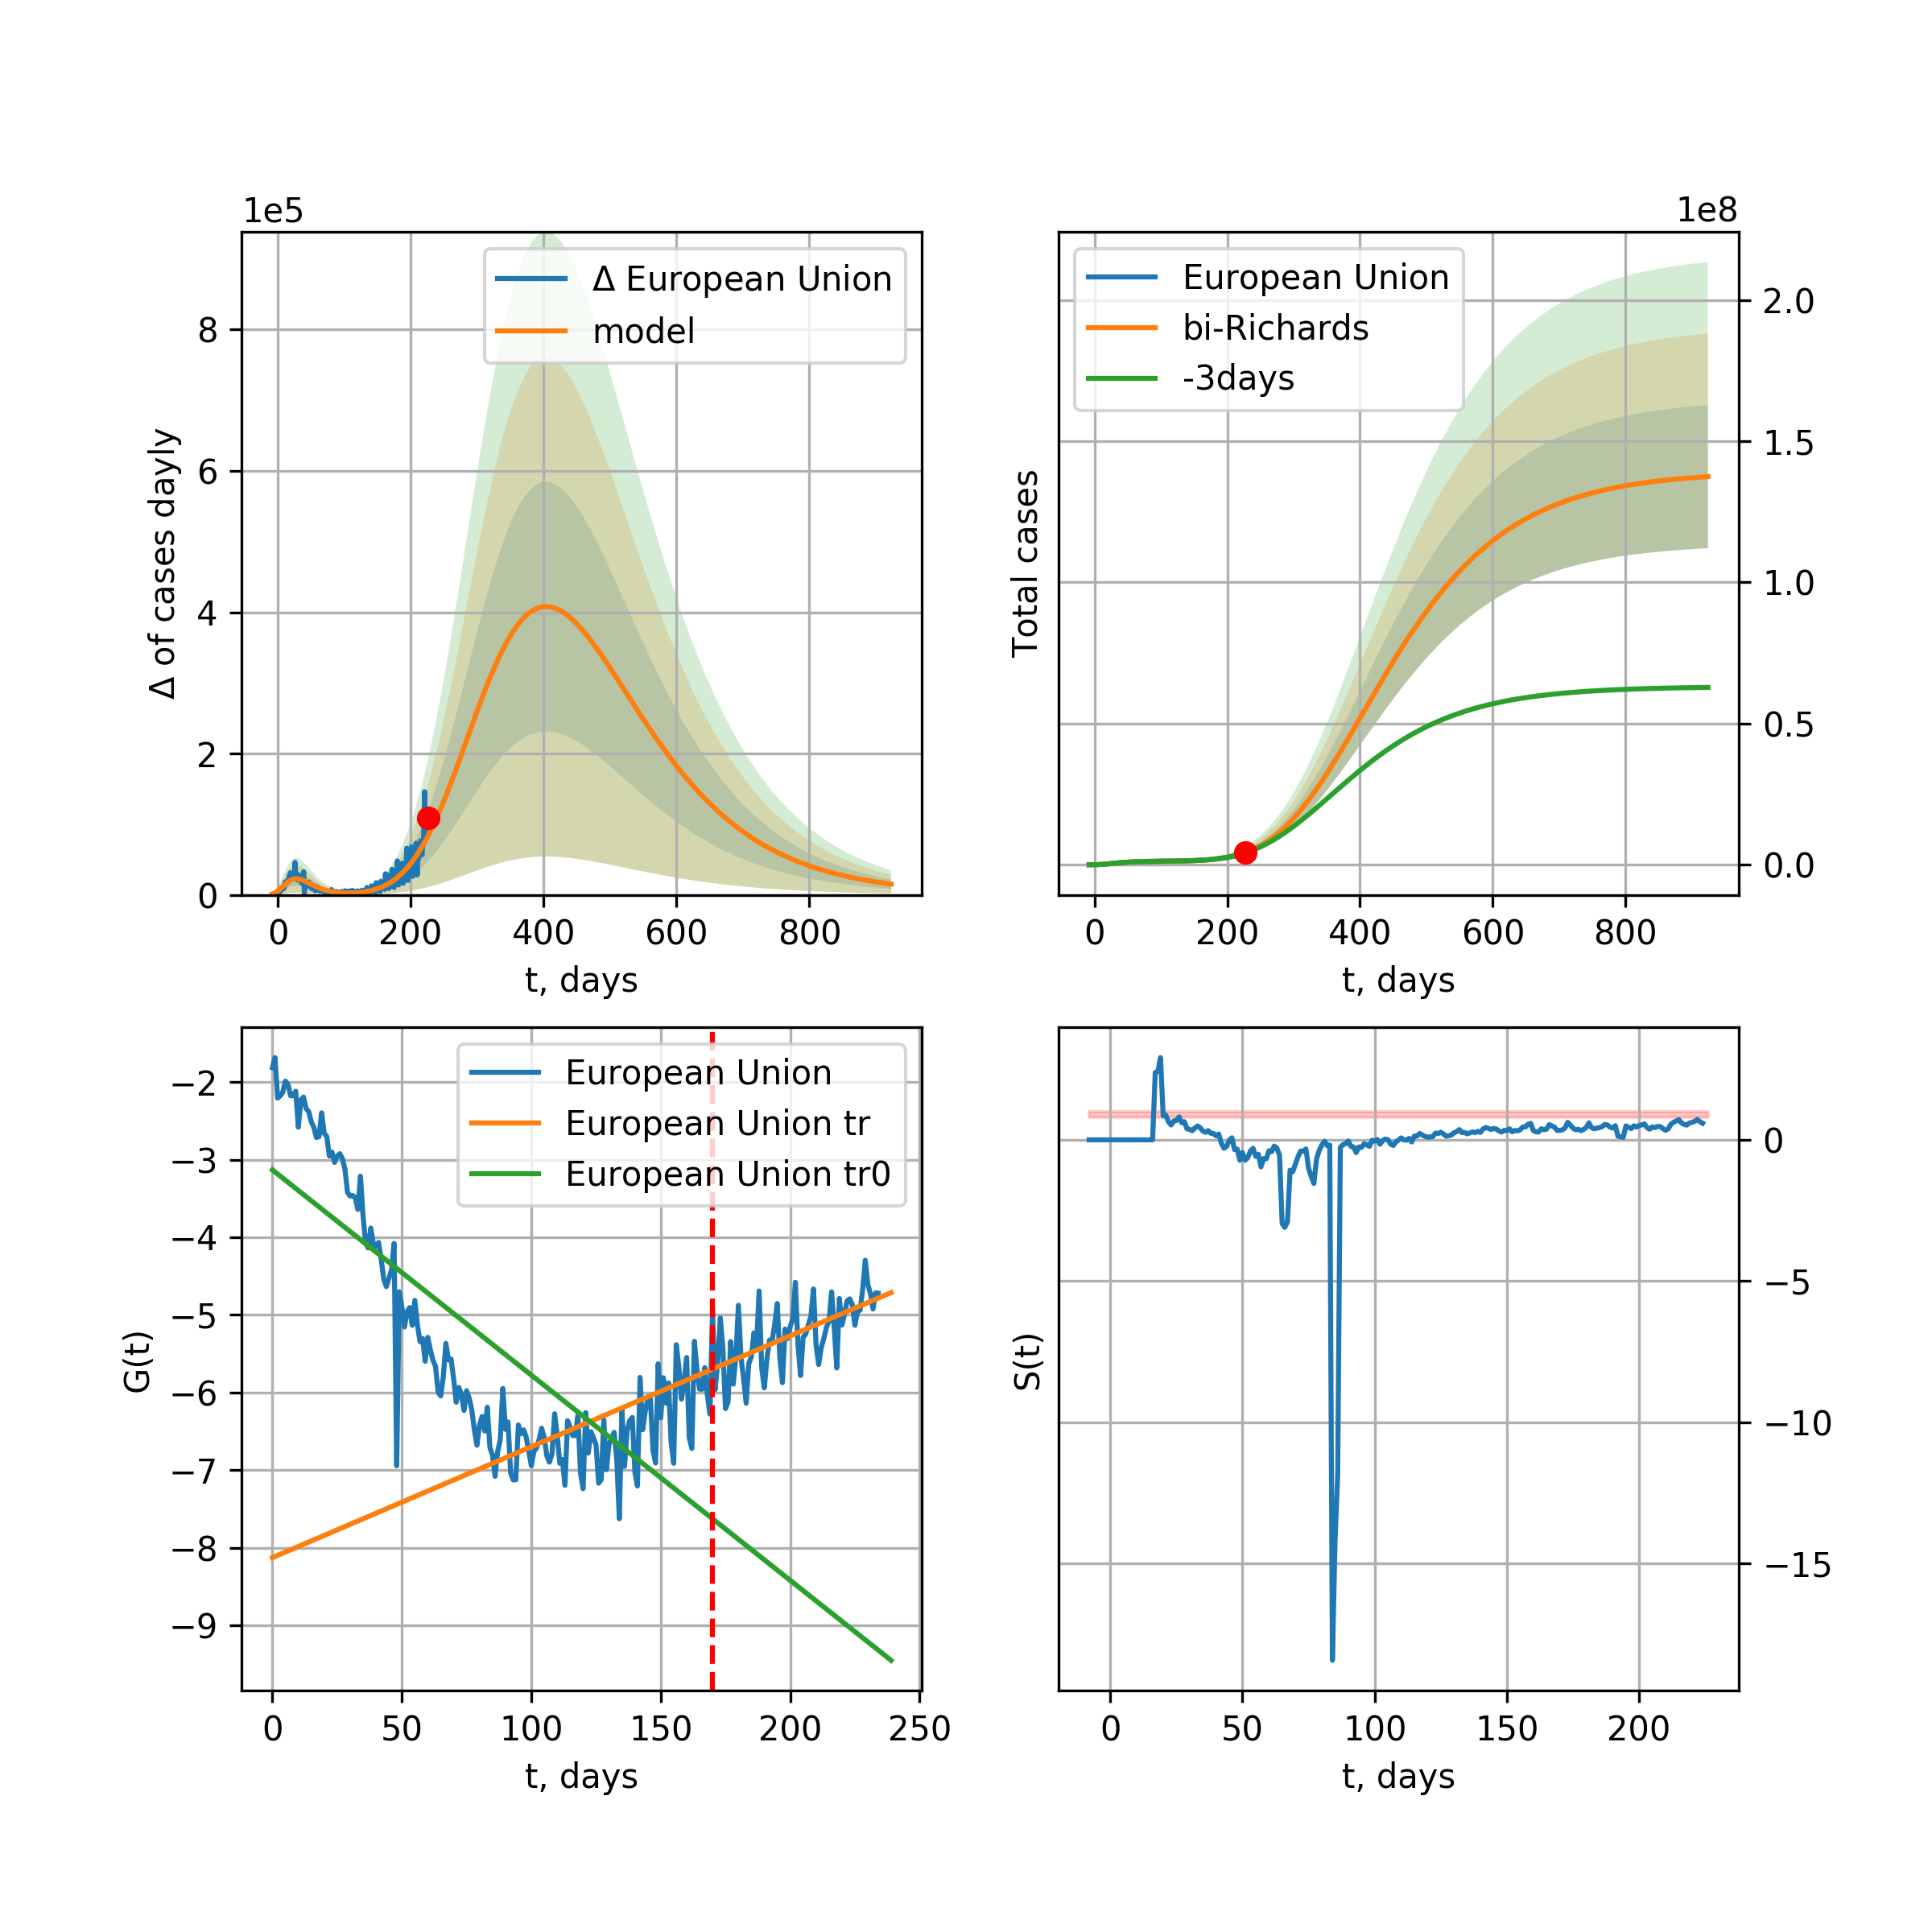 1e5
Δ European Union
model
8
6
4
2
0
Δ of cases dayly
0 200 400 600 800
t, days
1e8
European Union
bi-Richards
-3days
2.0
1.5
1.0
0.5
0.0
Total cases
0 200 400 600 800
t, days
European Union
European Union tr
European Union tr0
−2
−3
−4
−5
−6
−7
−8
−9
G(t)
0 50 100 150 200 250
t, days
0
−5
−10
−15
S(t)
0 50 100 150 200
t, days